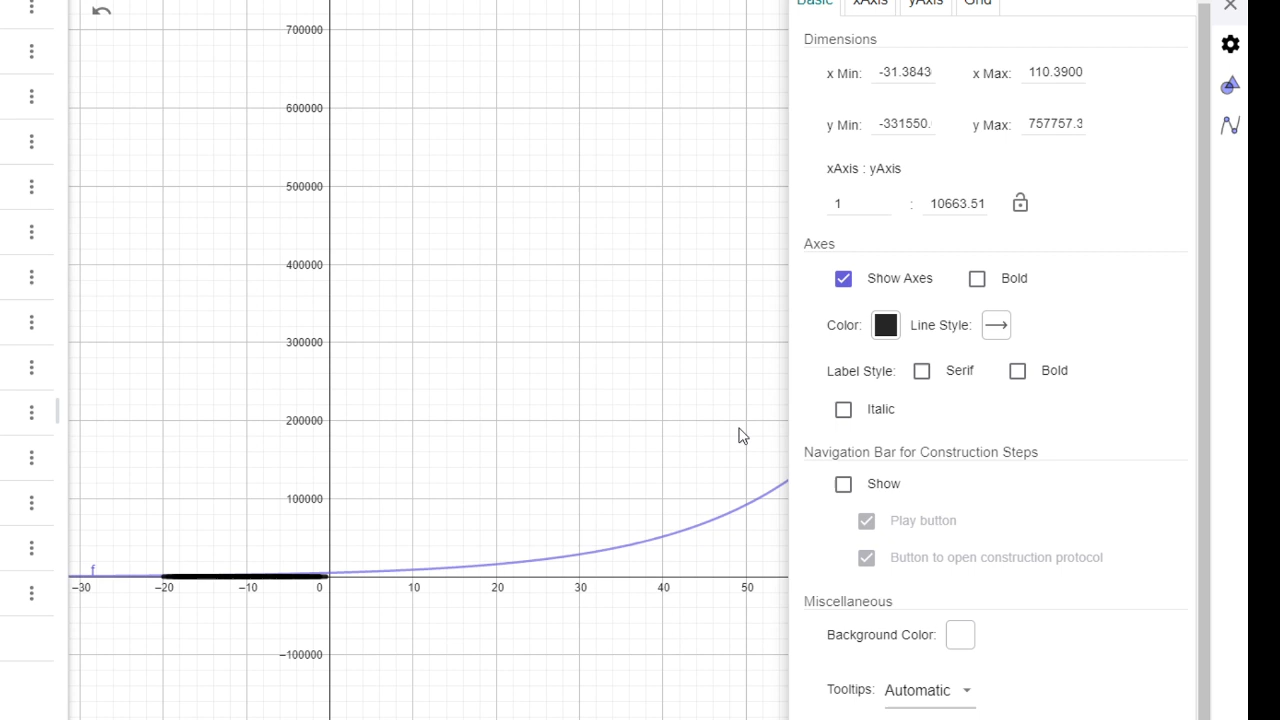 Basic xAxis yAxis Grid
Dimensions
x Min: -31.3843 x Max: 110.3900
y Min: -331550. y Max: 757757.3
xAxis : yAxis
1 : 10663.51
Axes
Show Axes Bold
Color: Line Style:
Label Style: Serif Bold
Italic
Navigation Bar for Construction Steps
Show
Play button
Button to open construction protocol
Miscellaneous
Background Color:
Tooltips: Automatic
700000
600000
500000
400000
300000
200000
100000
f
−30 −20 −10 0 10 20 30 40 50
−100000